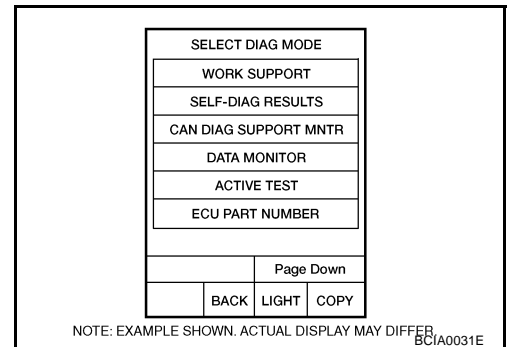 SELECT DIAG MODE
WORK SUPPORT
SELF-DIAG RESULTS
CAN DIAG SUPPORT MNTR
DATA MONITOR
ACTIVE TEST
ECU PART NUMBER
Page Down
BACK LIGHT COPY
NOTE: EXAMPLE SHOWN. ACTUAL DISPLAY MAY DIFFER.
BCIA0031E